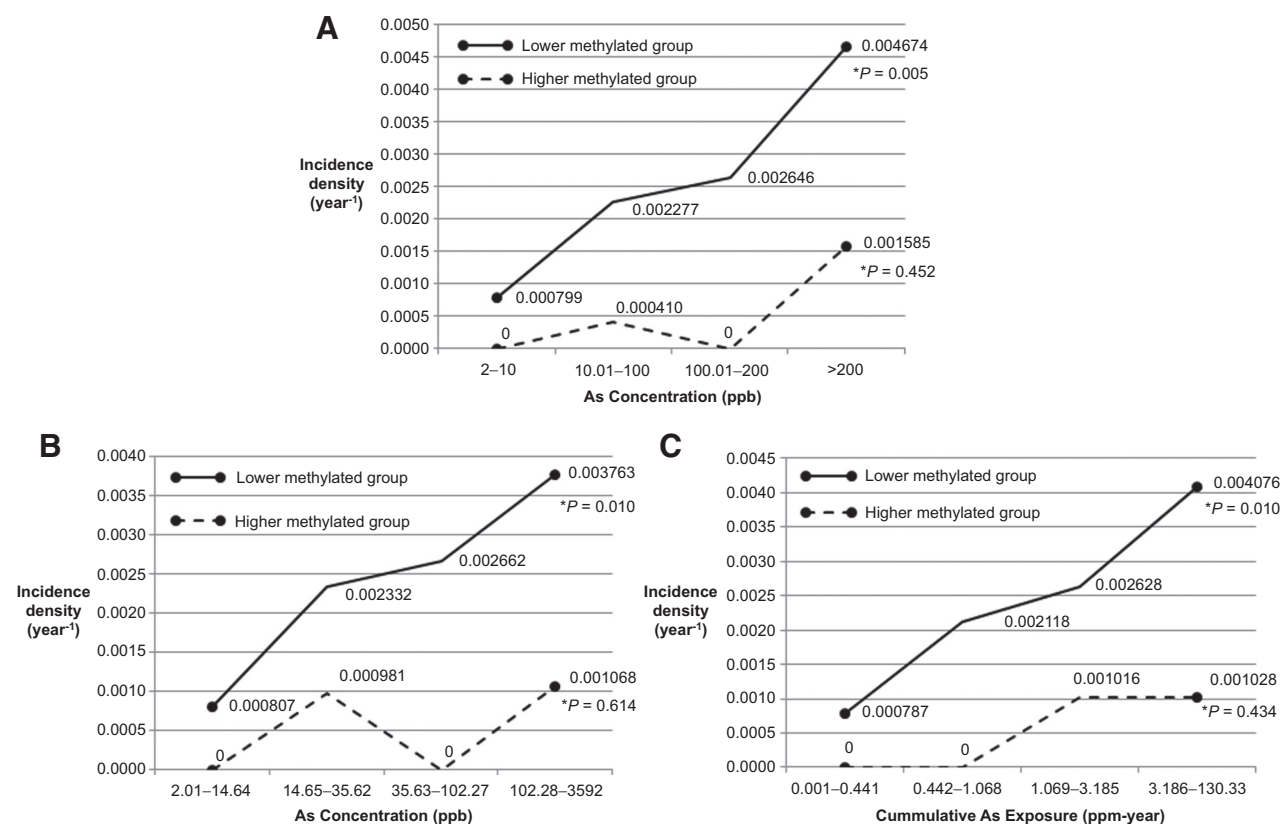 A
0.0050
0.0045
0.0040
0.0035
0.0030
0.0025
0.0020
0.0015
0.0010
0.0005
0.0000
Incidence
density
(year-1)
Lower methylated group
Higher methylated group
0.004674
*P = 0.005
0.002646
0.002277
0.001585
*P = 0.452
0.000799
0.000410
0
0
2–10 10.01–100 100.01–200 >200
As Concentration (ppb)
B
0.0040
0.0035
0.0030
0.0025
0.0020
0.0015
0.0010
0.0005
0.0000
Incidence
density
(year-1)
Lower methylated group
Higher methylated group
0.003763
*P = 0.010
0.002662
0.002332
0.000981
0.001068
*P = 0.614
0.000807
0
0
2.01–14.64 14.65–35.62 35.63–102.27 102.28–3592
As Concentration (ppb)
C
0.0045
0.0040
0.0035
0.0030
0.0025
0.0020
0.0015
0.0010
0.0005
0.0000
Incidence
density
(year-1)
Lower methylated group
Higher methylated group
0.004076
*P = 0.010
0.002628
0.002118
0.001016
0.001028
*P = 0.434
0.000787
0
0
0.001–0.441 0.442–1.068 1.069–3.185 3.186–130.33
Cummulative As Exposure (ppm-year)